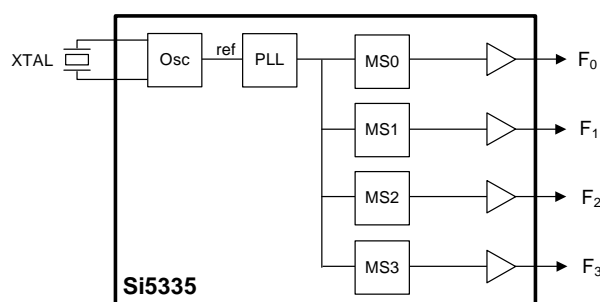 XTAL
Osc
ref
PLL
MS0
F₀
MS1
F₁
MS2
F₂
MS3
F₃
Si5335